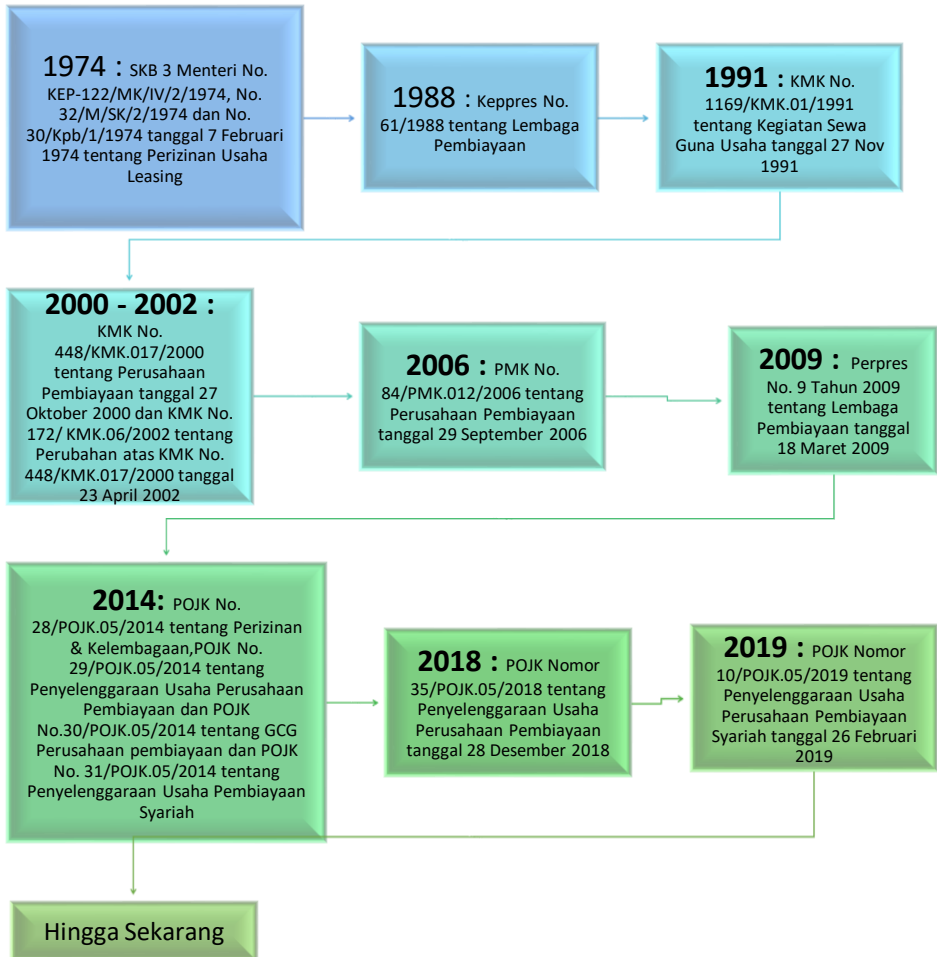 1974 : SKB 3 Menteri No.
KEP-122/MK/IV/2/1974, No.
32/M/SK/2/1974 dan No.
30/Kpb/1/1974 tanggal 7 Februari
1974 tentang Perizinan Usaha
Leasing
1988 : Keppres No.
61/1988 tentang Lembaga
Pembiayaan
1991 : KMK No.
1169/KMK.01/1991
tentang Kegiatan Sewa
Guna Usaha tanggal 27 Nov
1991
2000 - 2002 :
KMK No.
448/KMK.017/2000
tentang Perusahaan
Pembiayaan tanggal 27
Oktober 2000 dan KMK No.
172/ KMK.06/2002 tentang
Perubahan atas KMK No.
448/KMK.017/2000 tanggal
23 April 2002
2006 : PMK No.
84/PMK.012/2006 tentang
Perusahaan Pembiayaan
tanggal 29 September 2006
2009 : Perpres
No. 9 Tahun 2009
tentang Lembaga
Pembiayaan tanggal
18 Maret 2009
2014: POJK No.
28/POJK.05/2014 tentang Perizinan
& Kelembagaan,POJK No.
29/POJK.05/2014 tentang
Penyelenggaraan Usaha Perusahaan
Pembiayaan dan POJK
No.30/POJK.05/2014 tentang GCG
Perusahaan pembiayaan dan POJK
No. 31/POJK.05/2014 tentang
Penyelenggaraan Usaha Pembiayaan
Syariah
2018 : POJK Nomor
35/POJK.05/2018 tentang
Penyelenggaraan Usaha
Perusahaan Pembiayaan
tanggal 28 Desember 2018
2019 : POJK Nomor
10/POJK.05/2019 tentang
Penyelenggaraan Usaha
Perusahaan Pembiayaan
Syariah tanggal 26 Februari
2019
Hingga Sekarang